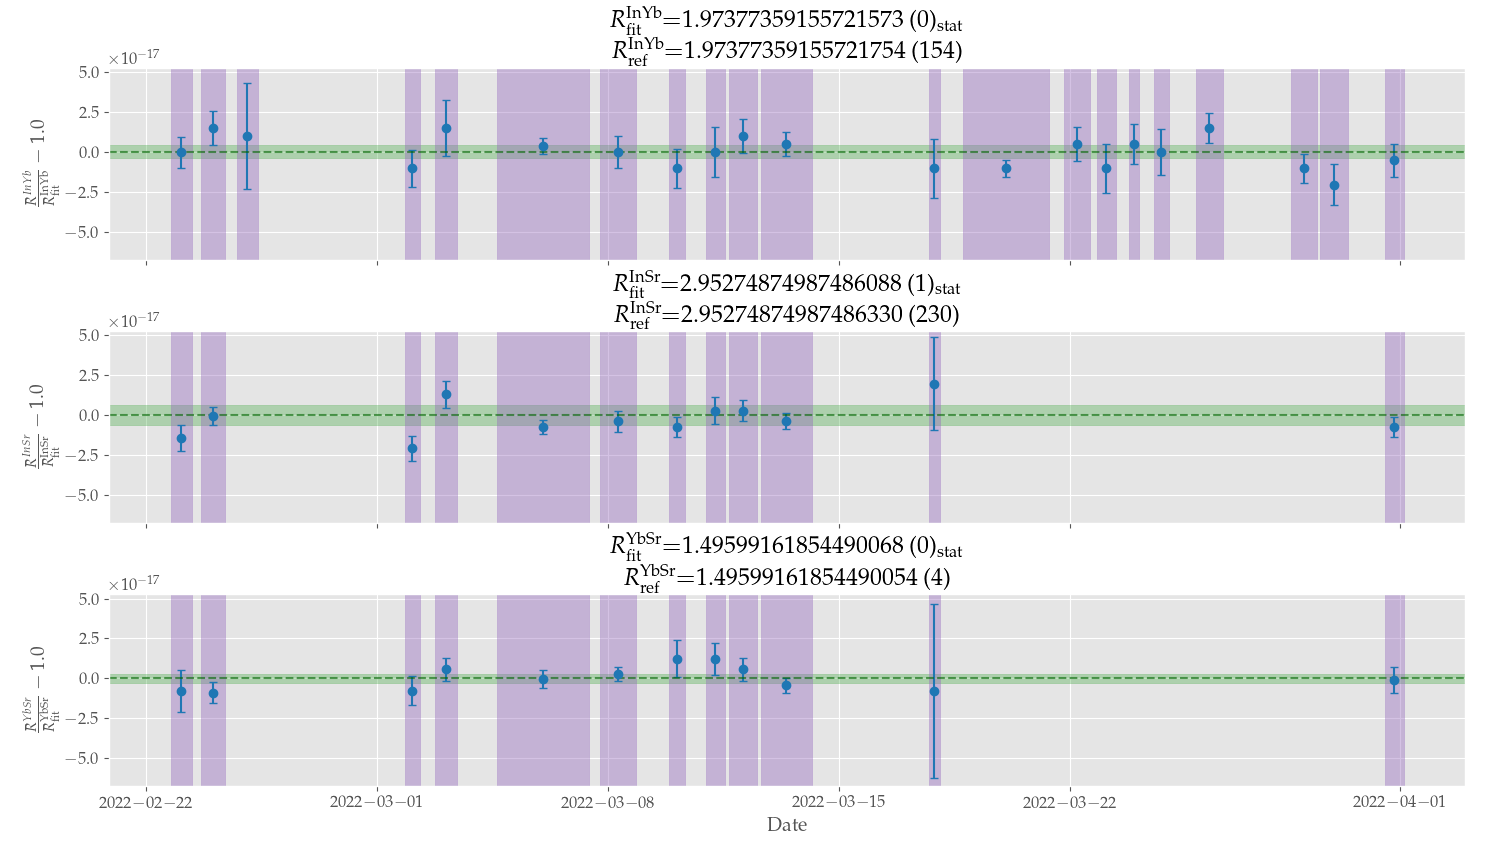 R_fit^InYb=1.97377359155721573 (0)_stat
R_ref^InYb=1.97377359155721754 (154)
×10^−17
5.0
2.5
0.0
−2.5
−5.0
R^InYb/R_fit^InYb − 1.0
R_fit^InSr=2.95274874987486088 (1)_stat
R_ref^InSr=2.95274874987486330 (230)
×10^−17
5.0
2.5
0.0
−2.5
−5.0
R^InSr/R_fit^InSr − 1.0
R_fit^YbSr=1.49599161854490068 (0)_stat
R_ref^YbSr=1.49599161854490054 (4)
×10^−17
5.0
2.5
0.0
−2.5
−5.0
R^YbSr/R_fit^YbSr − 1.0
2022−02−22 2022−03−01 2022−03−08 2022−03−15 2022−03−22 2022−04−01
Date